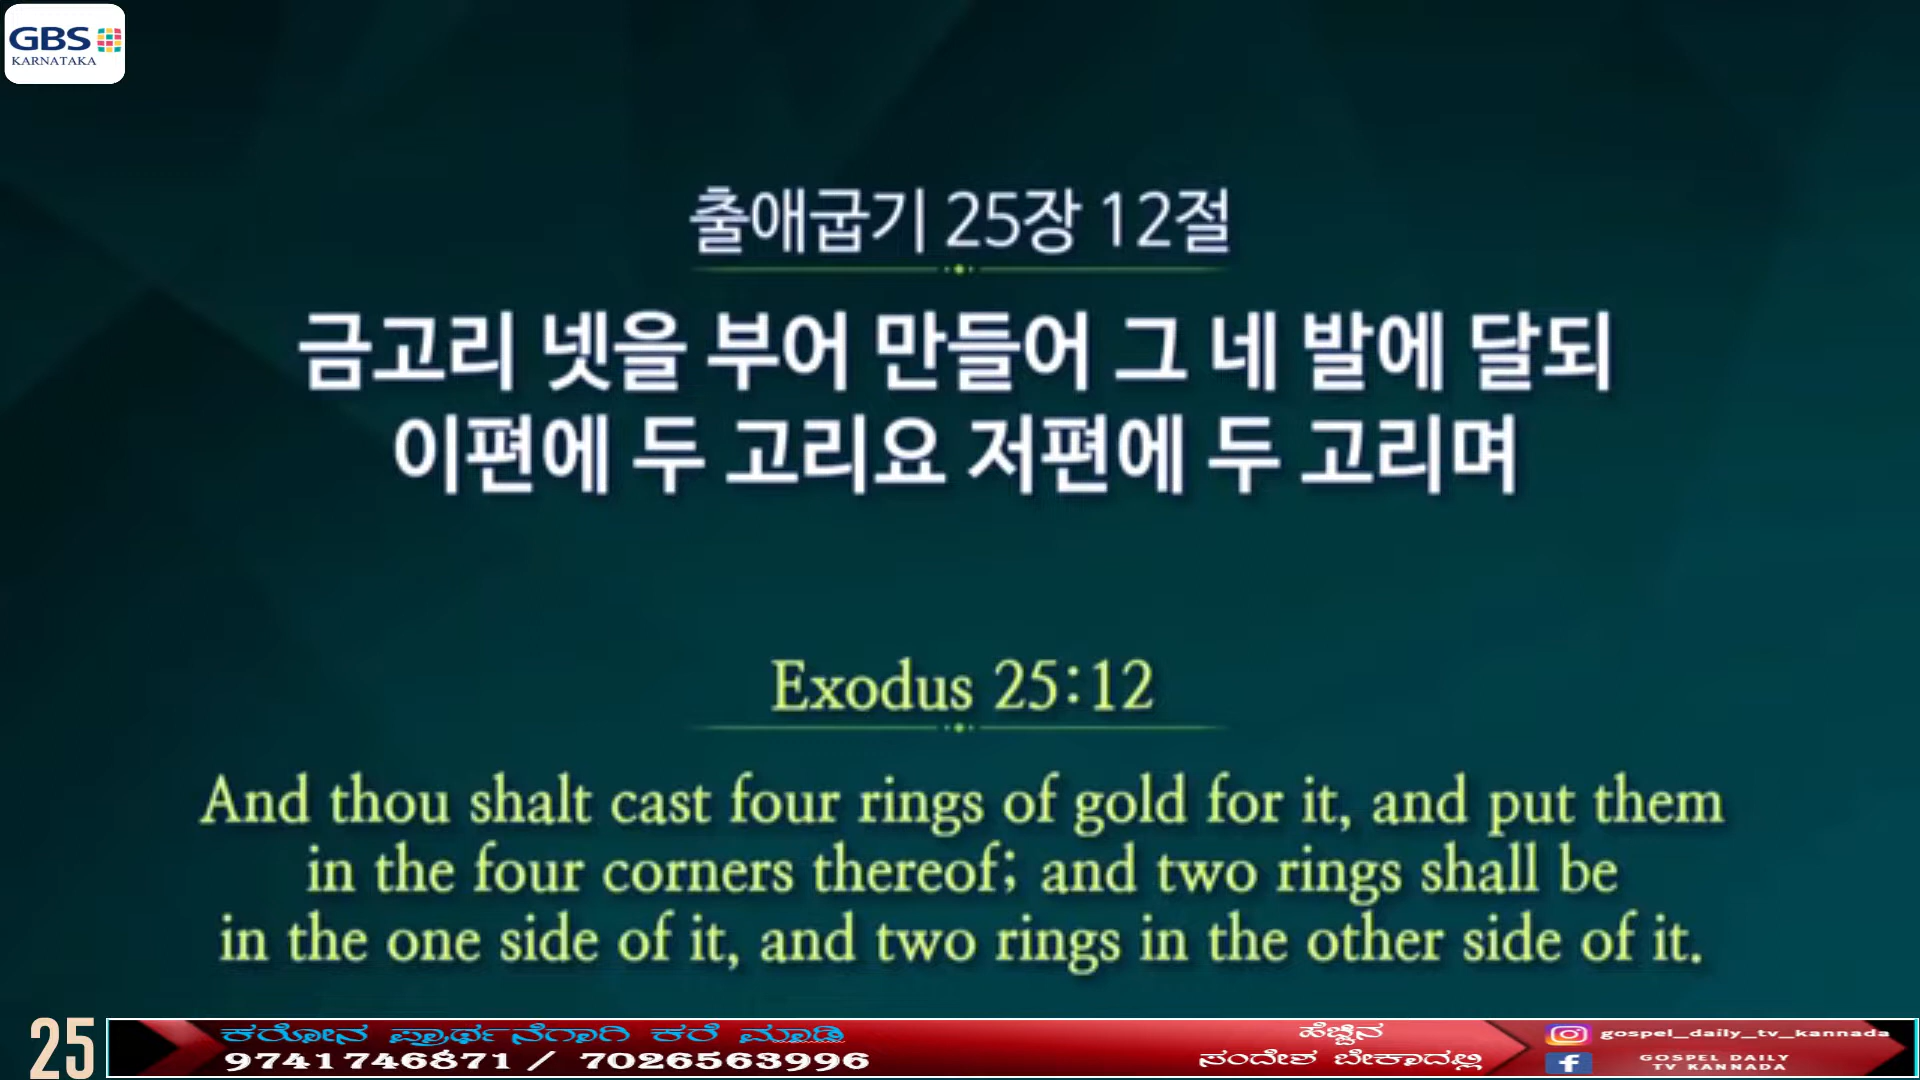 GBS
KARNATAKA
출애굽기 25장 12절
금고리 넷을 부어 만들어 그 네 발에 달되
이편에 두 고리요 저편에 두 고리며
Exodus 25:12
And thou shalt cast four rings of gold for it, and put them
in the four corners thereof; and two rings shall be
in the one side of it, and two rings in the other side of it.
25
ಕರೋನ ಪ್ರಾರ್ಥನೆಗಾಗಿ ಕರೆ ಮಾಡಿ
9741746871 / 7026563996
ಹೆಚ್ಚಿನ
ಸಂದೇಶ ಬೇಕಾದಲ್ಲಿ
gospel_daily_tv_kannada
GOSPEL DAILY
TV KANNADA